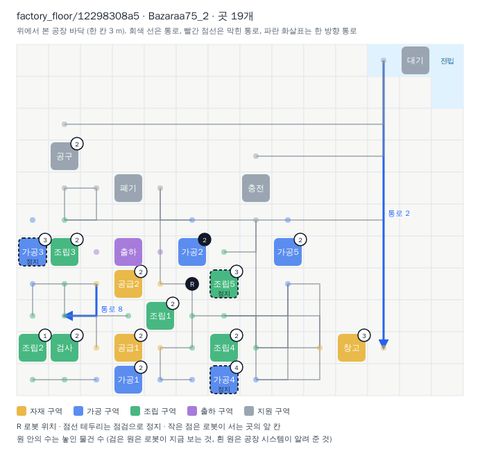 factory_floor/12298308a5 · Bazaraa75_2 · 곳 19개
위에서 본 공장 바닥 (한 칸 3 m). 회색 선은 통로, 빨간 점선은 막힌 통로, 파란 화살표는 한 방향 통로
대기
전립
공구 2
폐기
충전
통로 2
가공3 3
정지
조립3 2
출하
가공2 2
조립5 3
정지
가공5 2
공급2 2
R
통로 8
조립1 2
조립2 1
검사 2
공급1 2
조립4 2
창고 3
가공1 2
가공4 4
정지
자재 구역
가공 구역
조립 구역
출하 구역
지원 구역
R 로봇 위치 · 점선 테두리는 점검으로 정지 · 작은 점은 로봇이 서는 곳의 앞 칸
원 안의 수는 놓인 물건 수 (검은 원은 로봇이 지금 보는 것, 흰 원은 공장 시스템이 알려 준 것)